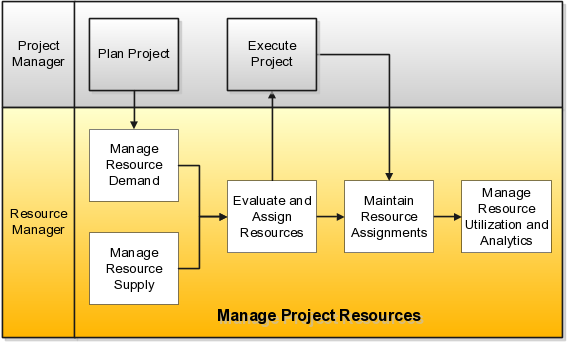 Project
Manager
Plan Project
Execute
Project
Resource
Manager
Manage
Resource
Demand
Manage
Resource
Supply
Evaluate and
Assign
Resources
Maintain
Resource
Assignments
Manage
Resource
Utilization and
Analytics
Manage Project Resources